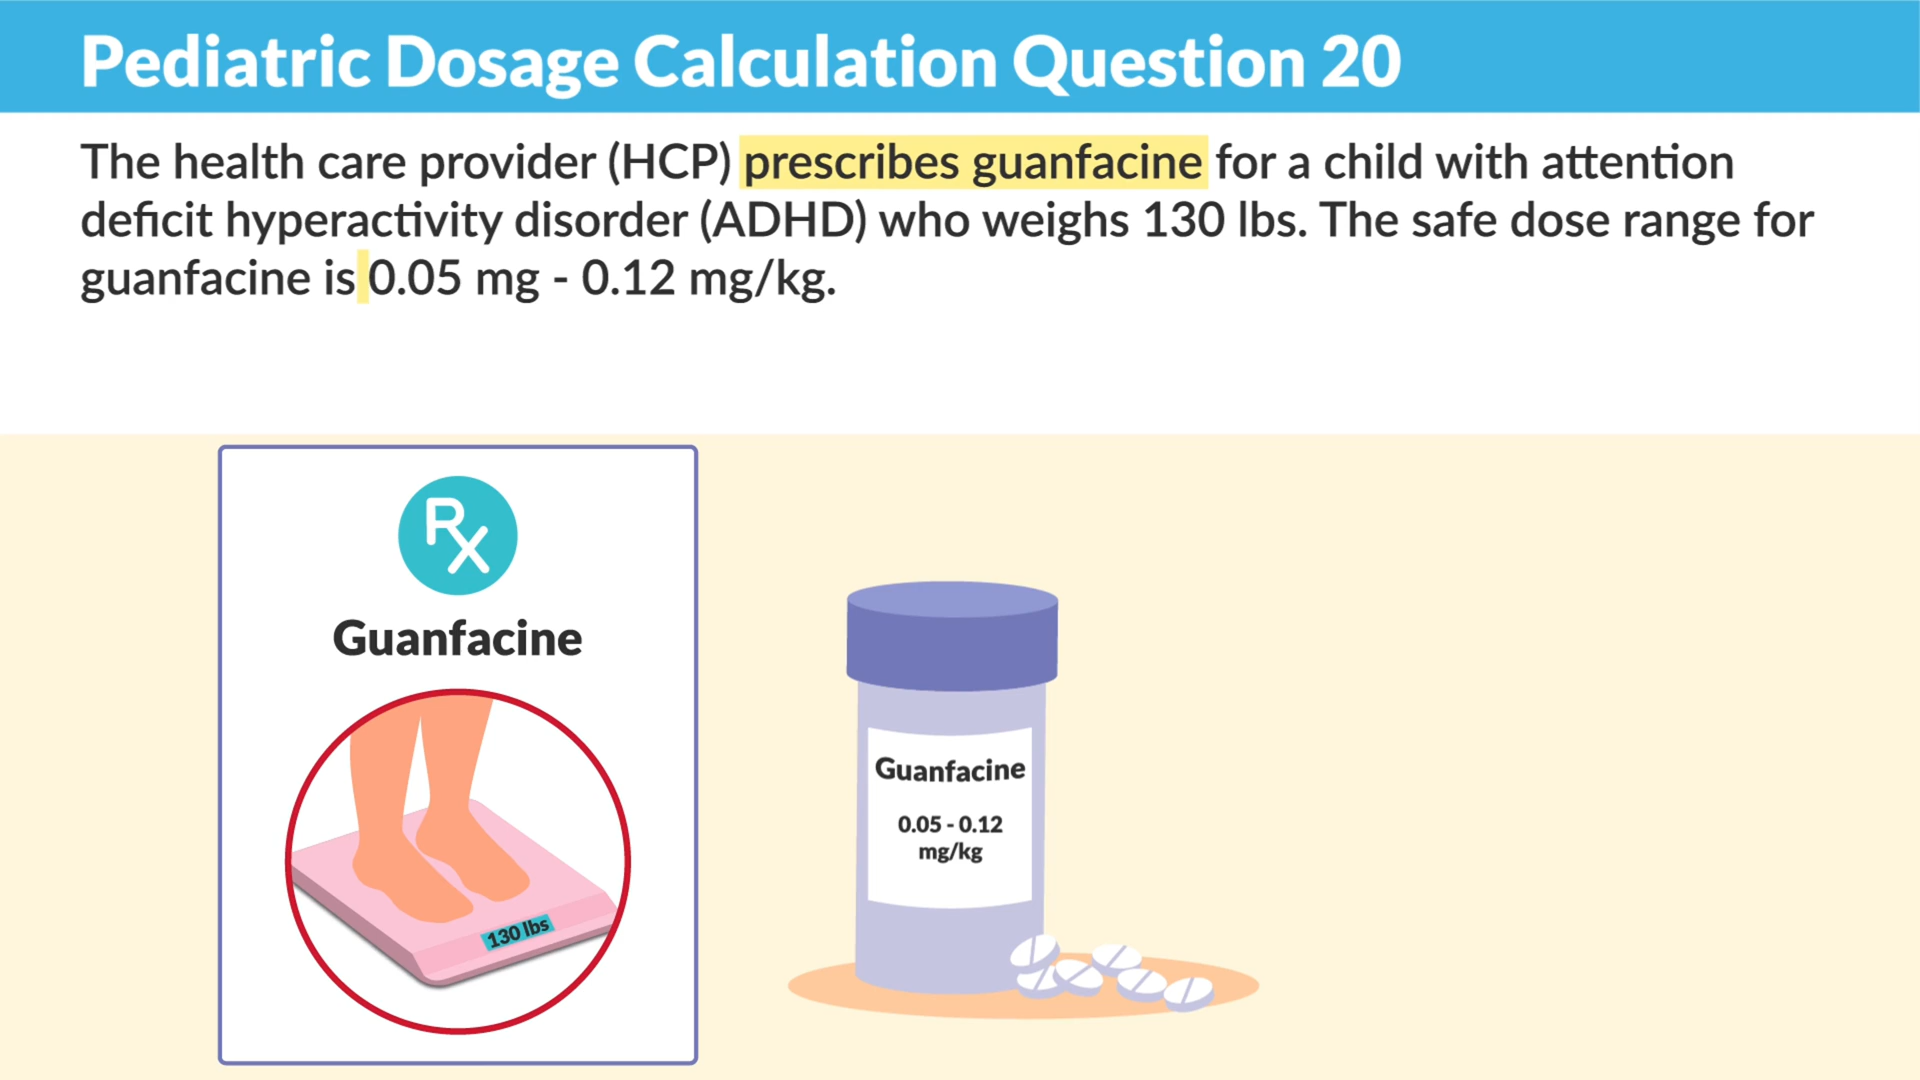 Pediatric Dosage Calculation Question 20
The health care provider (HCP) prescribes guanfacine for a child with attention
deficit hyperactivity disorder (ADHD) who weighs 130 lbs. The safe dose range for
guanfacine is 0.05 mg - 0.12 mg/kg.
Rx
Guanfacine
130 lbs
Guanfacine
0.05 - 0.12
mg/kg